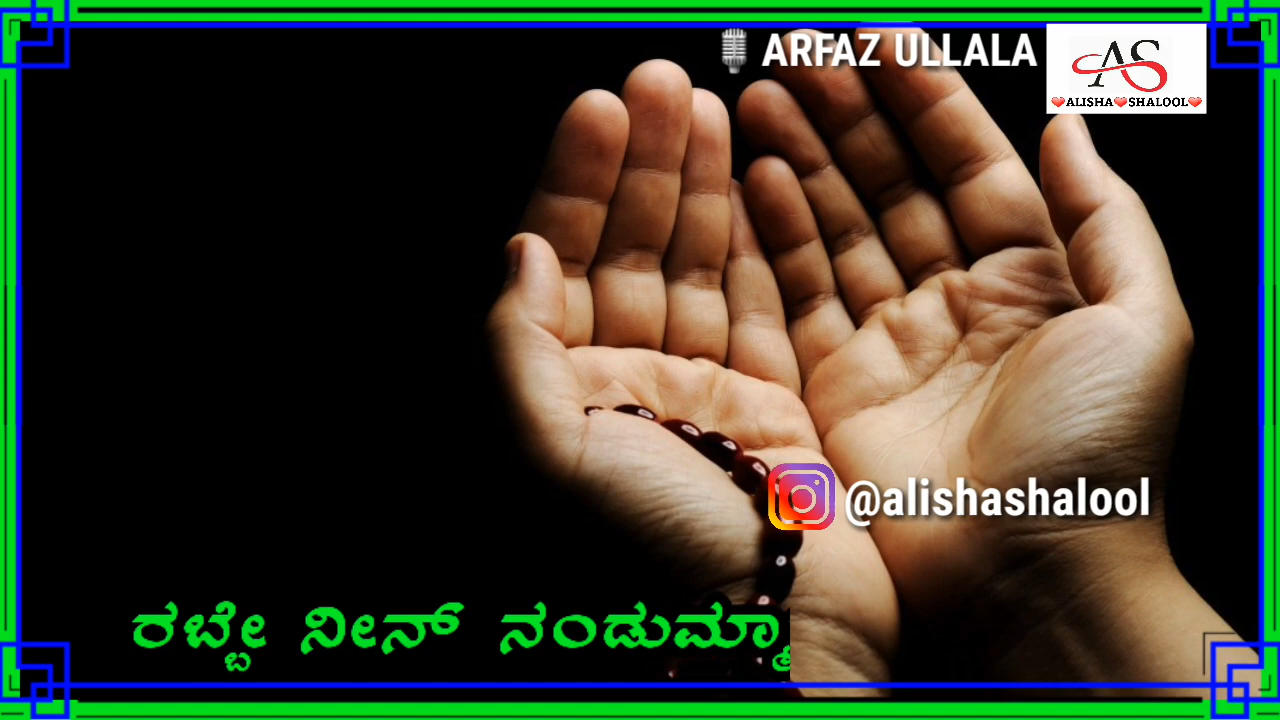 ARFAZ ULLALA
AS
❤ALISHA❤SHALOOL❤
@alishashalool
ರಬ್ಬೇ ನೀನ್